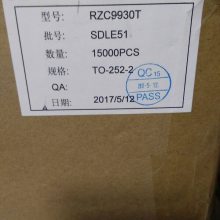 型号: RZC9930T
批号: SDLE51
数量: 15000PCS
规格: TO-252-2
QA:
QC 15
PASS
日期: 2017/5/12